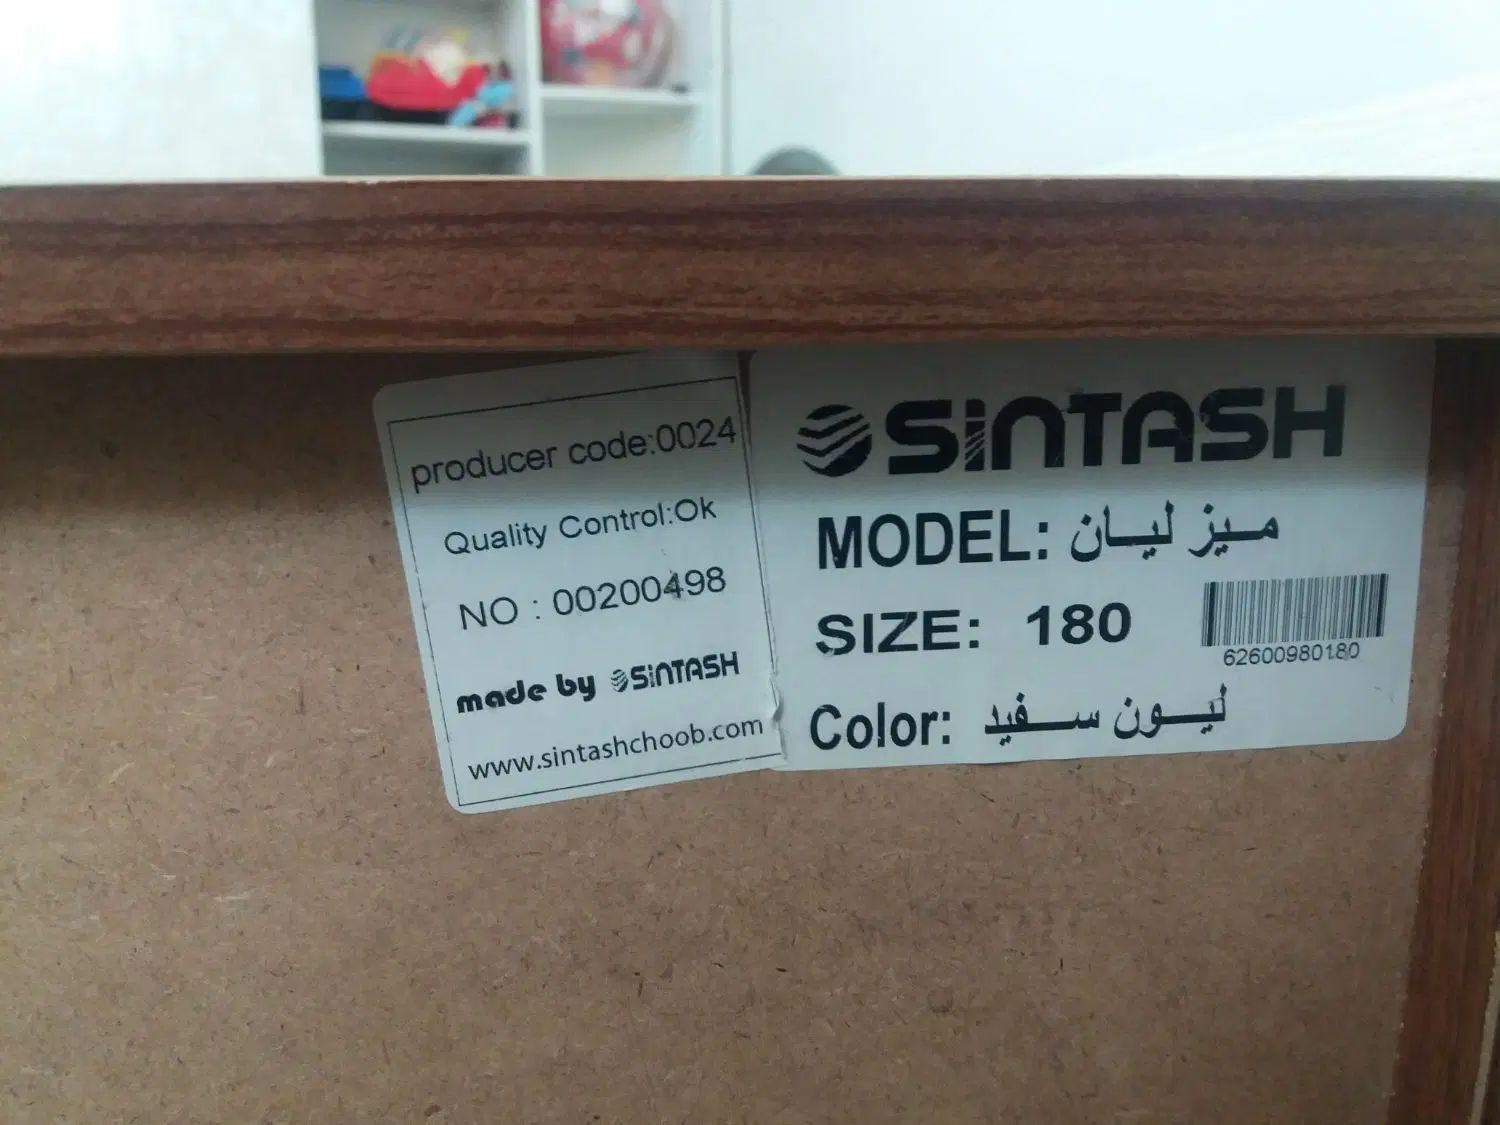 producer code:0024
Quality Control:Ok
NO : 00200498
made by SINTASH
www.sintashchoob.com
SINTASH
MODEL: میز لیان
SIZE: 180
62600980180
Color: لیون سفید